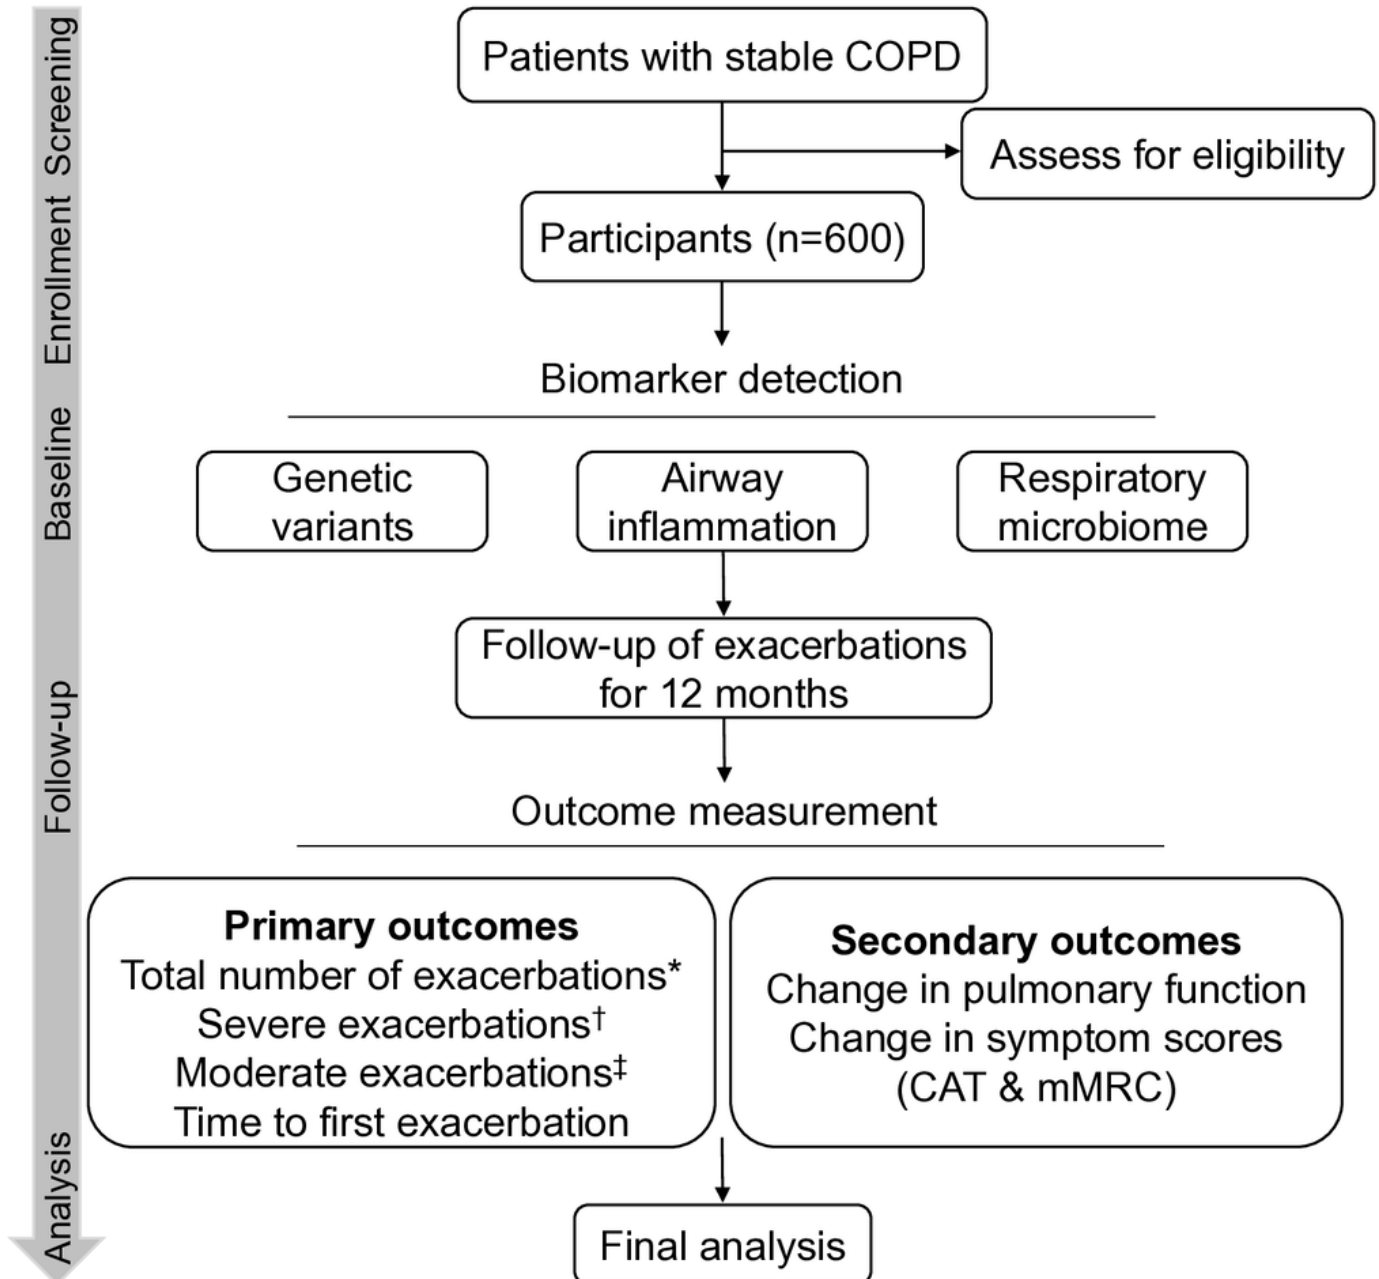 Screening
Patients with stable COPD
Assess for eligibility
Enrollment
Participants (n=600)
Biomarker detection
Baseline
Genetic
variants
Airway
inflammation
Respiratory
microbiome
Follow-up
Follow-up of exacerbations
for 12 months
Outcome measurement
Primary outcomes
Total number of exacerbations*
Severe exacerbations†
Moderate exacerbations‡
Time to first exacerbation
Secondary outcomes
Change in pulmonary function
Change in symptom scores
(CAT & mMRC)
Analysis
Final analysis